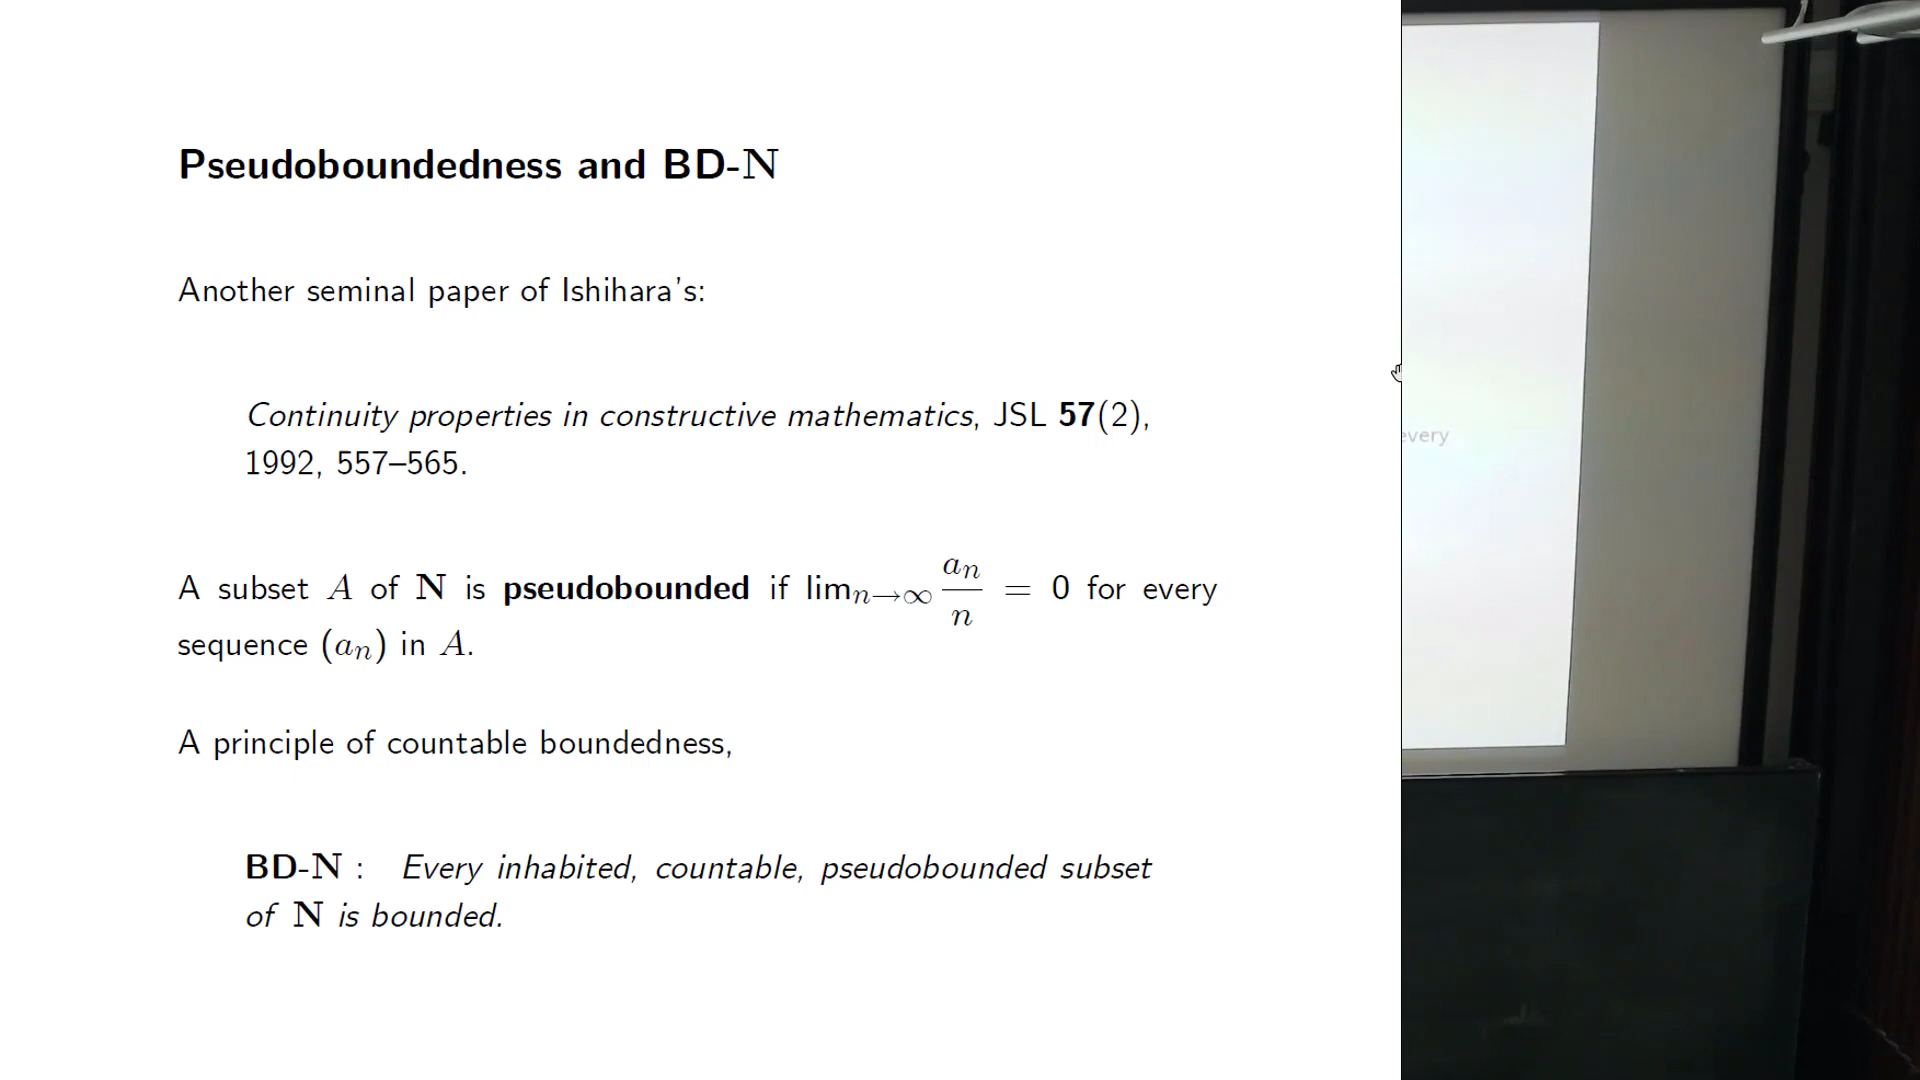 Pseudoboundedness and BD-N
Another seminal paper of Ishihara's:
Continuity properties in constructive mathematics, JSL 57(2),
1992, 557–565.
A subset A of N is pseudobounded if lim_{n→∞} \frac{a_n}{n} = 0 for every
sequence (a_n) in A.
A principle of countable boundedness,
BD-N : Every inhabited, countable, pseudobounded subset
of N is bounded.
every